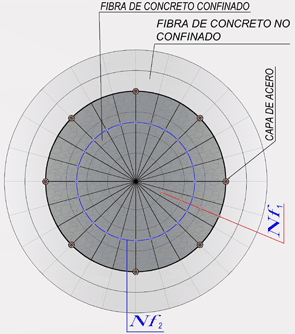 FIBRA DE CONCRETO CONFINADO
FIBRA DE CONCRETO NO
CONFINADO
CAPA DE ACERO
Nf1
Nf2